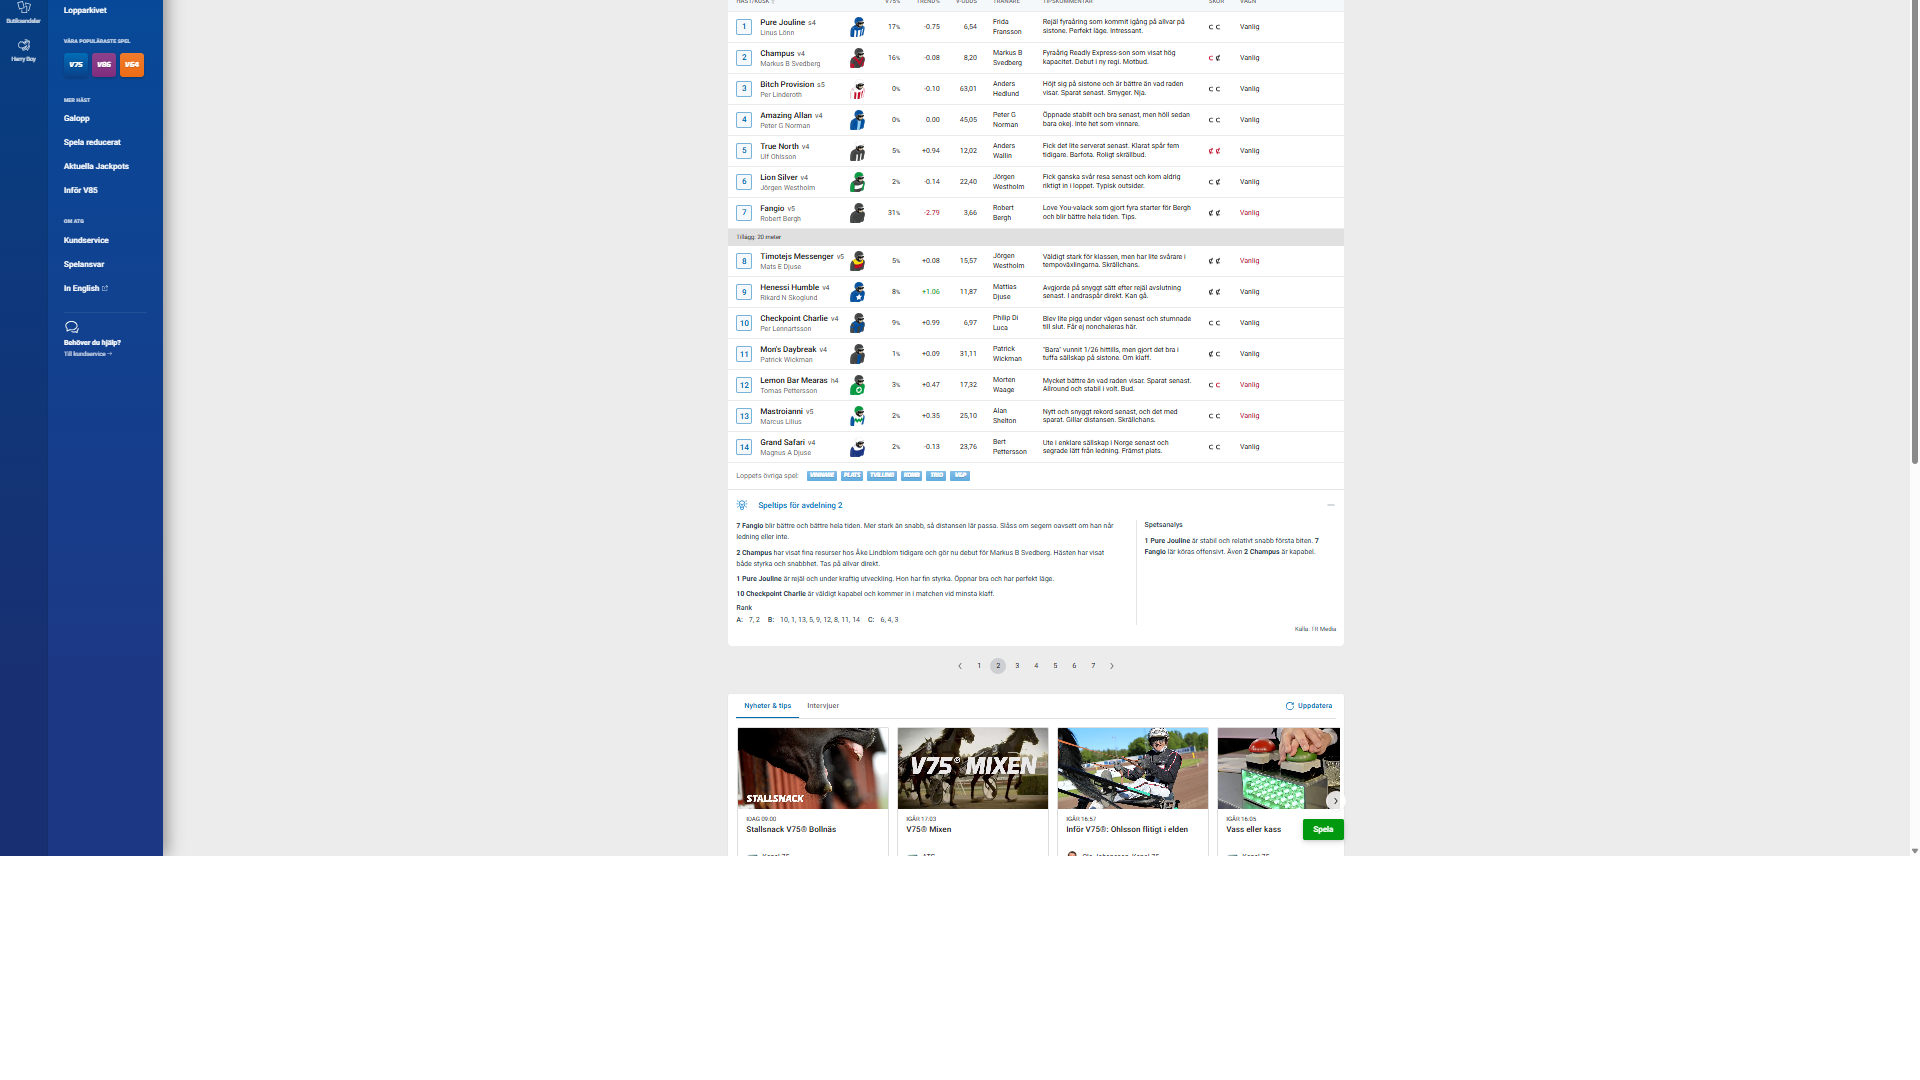 Butiksandelar
Harry Boy
Lopparkivet
VÅRA POPULÄRASTE SPEL
V75 V86 V64
MER HÄST
Galopp
Spela reducerat
Aktuella Jackpots
Inför V85
OM ATG
Kundservice
Spelansvar
In English
Behöver du hjälp?
Till kundservice →
HÄST/KUSK V75% TREND% V-ODDS TRÄNARE TIPSKOMMENTAR SKOR VAGN
1 Pure Jouline s4 Linus Lönn 17% -0.75 6,54 Frida Fransson Rejäl fyraåring som kommit igång på allvar på sistone. Perfekt läge. Intressant. C C Vanlig
2 Champus v4 Markus B Svedberg 16% -0.08 8,20 Markus B Svedberg Fyraårig Readly Express-son som visat hög kapacitet. Debut i ny regi. Motbud. C ₵ Vanlig
3 Bitch Provision s5 Per Linderoth 0% -0.10 63,01 Anders Hedlund Höjt sig på sistone och är bättre än vad raden visar. Sparat senast. Smyger. Nja. C C Vanlig
4 Amazing Allan v4 Peter G Norman 0% 0.00 45,05 Peter G Norman Öppnade stabilt och bra senast, men höll sedan bara okej. Inte het som vinnare. C C Vanlig
5 True North v4 Ulf Ohlsson 5% +0.94 12,02 Anders Wallin Fick det lite serverat senast. Klarat spår fem tidigare. Barfota. Roligt skrällbud. ₵ ₵ Vanlig
6 Lion Silver v4 Jörgen Westholm 2% -0.14 22,40 Jörgen Westholm Fick ganska svår resa senast och kom aldrig riktigt in i loppet. Typisk outsider. C ₵ Vanlig
7 Fangio v5 Robert Bergh 31% -2.79 3,66 Robert Bergh Love You-valack som gjort fyra starter för Bergh och blir bättre hela tiden. Tips. ₵ ₵ Vanlig
Tillägg: 20 meter
8 Timotejs Messenger v5 Mats E Djuse 5% +0.08 15,57 Jörgen Westholm Väldigt stark för klassen, men har lite svårare i tempoväxlingarna. Skrällchans. ₵ ₵ Vanlig
9 Henessi Humble v4 Rikard N Skoglund 8% +1.06 11,87 Mattias Djuse Avgjorde på snyggt sätt efter rejäl avslutning senast. I andraspår direkt. Kan gå. ₵ ₵ Vanlig
10 Checkpoint Charlie v4 Per Lennartsson 9% +0.99 6,97 Philip Di Luca Blev lite pigg under vägen senast och stumnade till slut. Får ej nonchaleras här. C C Vanlig
11 Mon's Daybreak v4 Patrick Wickman 1% +0.09 31,11 Patrick Wickman "Bara" vunnit 1/26 hittills, men gjort det bra i tuffa sällskap på sistone. Om klaff. ₵ C Vanlig
12 Lemon Bar Mearas h4 Tomas Pettersson 3% +0.47 17,32 Morten Waage Mycket bättre än vad raden visar. Sparat senast. Allround och stabil i volt. Bud. C C Vanlig
13 Mastroianni v5 Marcus Lilius 2% +0.35 25,10 Alan Shelton Nytt och snyggt rekord senast, och det med sparat. Gillar distansen. Skrällchans. C C Vanlig
14 Grand Safari v4 Magnus A Djuse 2% -0.13 23,76 Bert Pettersson Ute i enklare sällskap i Norge senast och segrade lätt från ledning. Främst plats. C C Vanlig
Loppets övriga spel: VINNARE PLATS TVILLING KOMB TRIO V&P
Speltips för avdelning 2
7 Fangio blir bättre och bättre hela tiden. Mer stark än snabb, så distansen lär passa. Slåss om segern oavsett om han når
ledning eller inte.
2 Champus har visat fina resurser hos Åke Lindblom tidigare och gör nu debut för Markus B Svedberg. Hästen har visat
både styrka och snabbhet. Tas på allvar direkt.
1 Pure Jouline är rejäl och under kraftig utveckling. Hon har fin styrka. Öppnar bra och har perfekt läge.
10 Checkpoint Charlie är väldigt kapabel och kommer in i matchen vid minsta klaff.
Rank
A: 7, 2 B: 10, 1, 13, 5, 9, 12, 8, 11, 14 C: 6, 4, 3
Spetsanalys
1 Pure Jouline är stabil och relativt snabb första biten. 7
Fangio lär köras offensivt. Även 2 Champus är kapabel.
Källa: TR Media
1 2 3 4 5 6 7
Nyheter & tips Intervjuer Uppdatera
STALLSNACK
V75® MIXEN
IDAG 09:00
Stallsnack V75® Bollnäs
IGÅR 17:03
V75® Mixen
IGÅR 16:57
Inför V75®: Ohlsson flitigt i elden
IGÅR 16:05
Vass eller kass
Spela